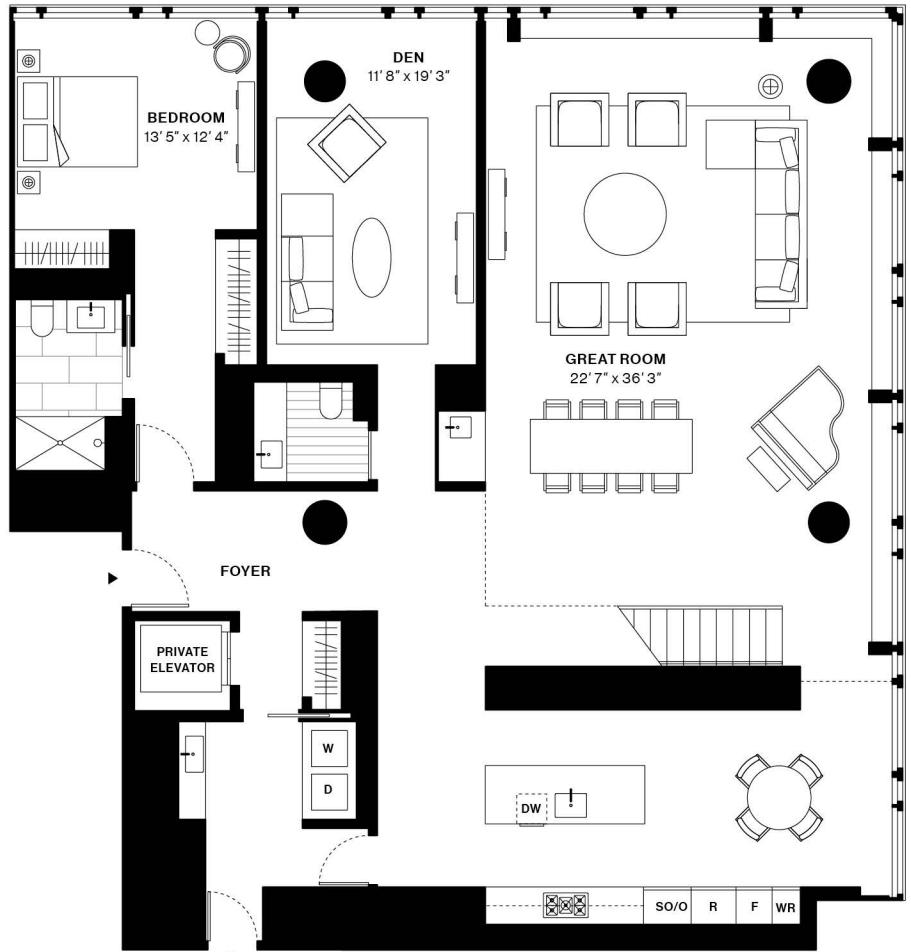 DEN
11' 8" x 19' 3"
BEDROOM
13' 5" x 12' 4"
GREAT ROOM
22' 7" x 36' 3"
FOYER
PRIVATE
ELEVATOR
W
D
DW
SO/O
R
F
WR